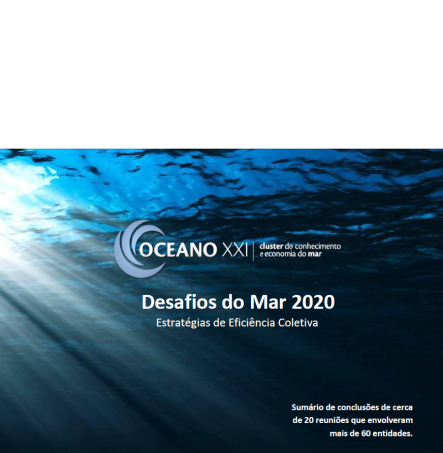 OCEANO XXI
cluster do conhecimento
e economia do mar
Desafios do Mar 2020
Estratégias de Eficiência Coletiva
Sumário de conclusões de cerca
de 20 reuniões que envolveram
mais de 60 entidades.